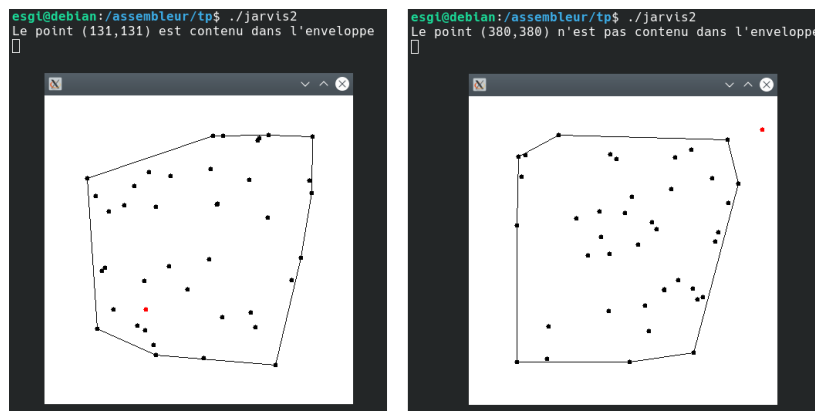 esgi@debian:/assembleur/tp$ ./jarvis2
Le point (131,131) est contenu dans l'enveloppe
esgi@debian:/assembleur/tp$ ./jarvis2
Le point (380,380) n'est pas contenu dans l'enveloppe